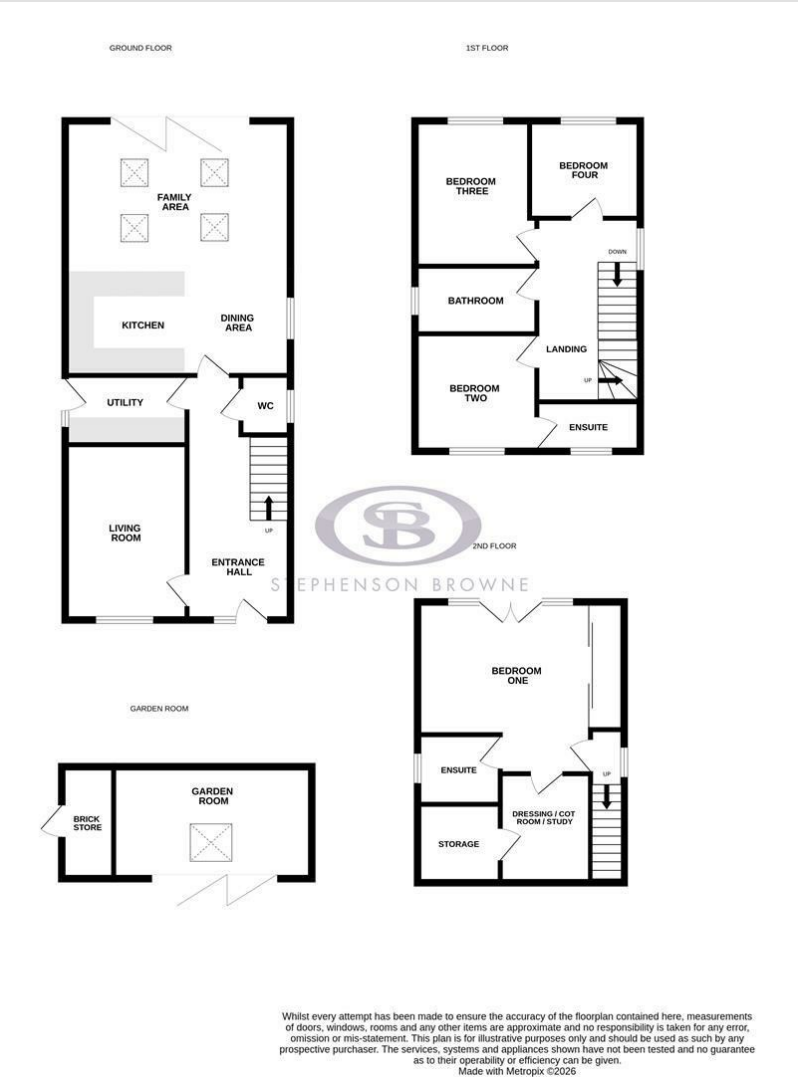 GROUND FLOOR
FAMILY
AREA
KITCHEN
DINING
AREA
UTILITY
WC
LIVING
ROOM
UP
ENTRANCE
HALL
1ST FLOOR
BEDROOM
THREE
BEDROOM
FOUR
DOWN
BATHROOM
LANDING
BEDROOM
TWO
UP
ENSUITE
SB
STEPHENSON BROWNE
2ND FLOOR
BEDROOM
ONE
ENSUITE
UP
DRESSING / COT
ROOM / STUDY
STORAGE
GARDEN ROOM
GARDEN
ROOM
BRICK
STORE
Whilst every attempt has been made to ensure the accuracy of the floorplan contained here, measurements
of doors, windows, rooms and any other items are approximate and no responsibility is taken for any error,
omission or mis-statement. This plan is for illustrative purposes only and should be used as such by any
prospective purchaser. The services, systems and appliances shown have not been tested and no guarantee
as to their operability or efficiency can be given.
Made with Metropix ©2026